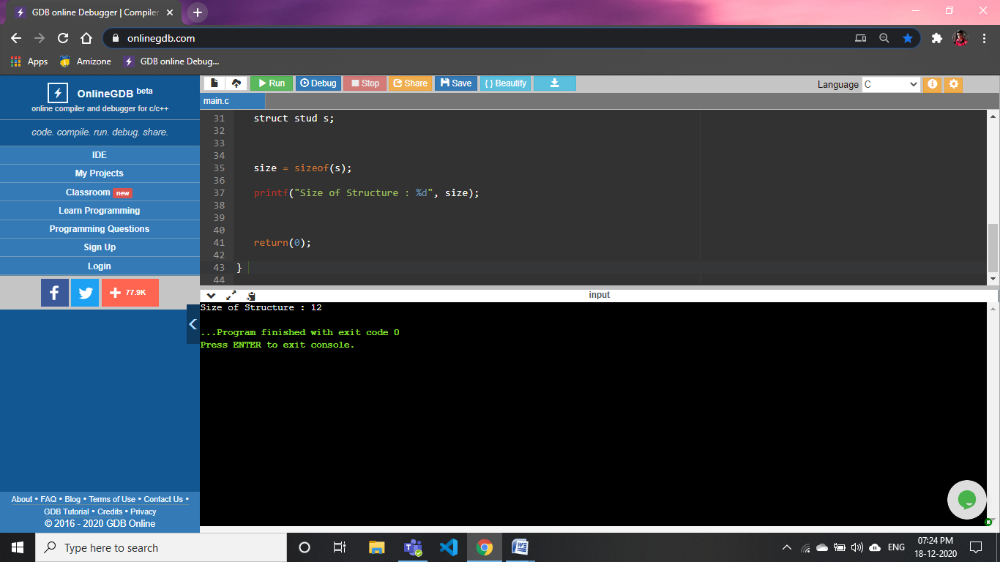 GDB online Debugger | Compiler
onlinegdb.com
Apps
Amizone
GDB online Debug...
OnlineGDB beta
online compiler and debugger for c/c++
code. compile. run. debug. share.
IDE
My Projects
Classroom new
Learn Programming
Programming Questions
Sign Up
Login
f
77.9K
About • FAQ • Blog • Terms of Use • Contact Us •
GDB Tutorial • Credits • Privacy
© 2016 - 2020 GDB Online
Run
Debug
Stop
Share
Save
{ } Beautify
Language C
main.c
31 struct stud s;
32
33
34
35 size = sizeof(s);
36
37 printf("Size of Structure : %d", size);
38
39
40
41 return(0);
42
43 }
44
input
Size of Structure : 12
...Program finished with exit code 0
Press ENTER to exit console.
Type here to search
ENG
07:24 PM
18-12-2020